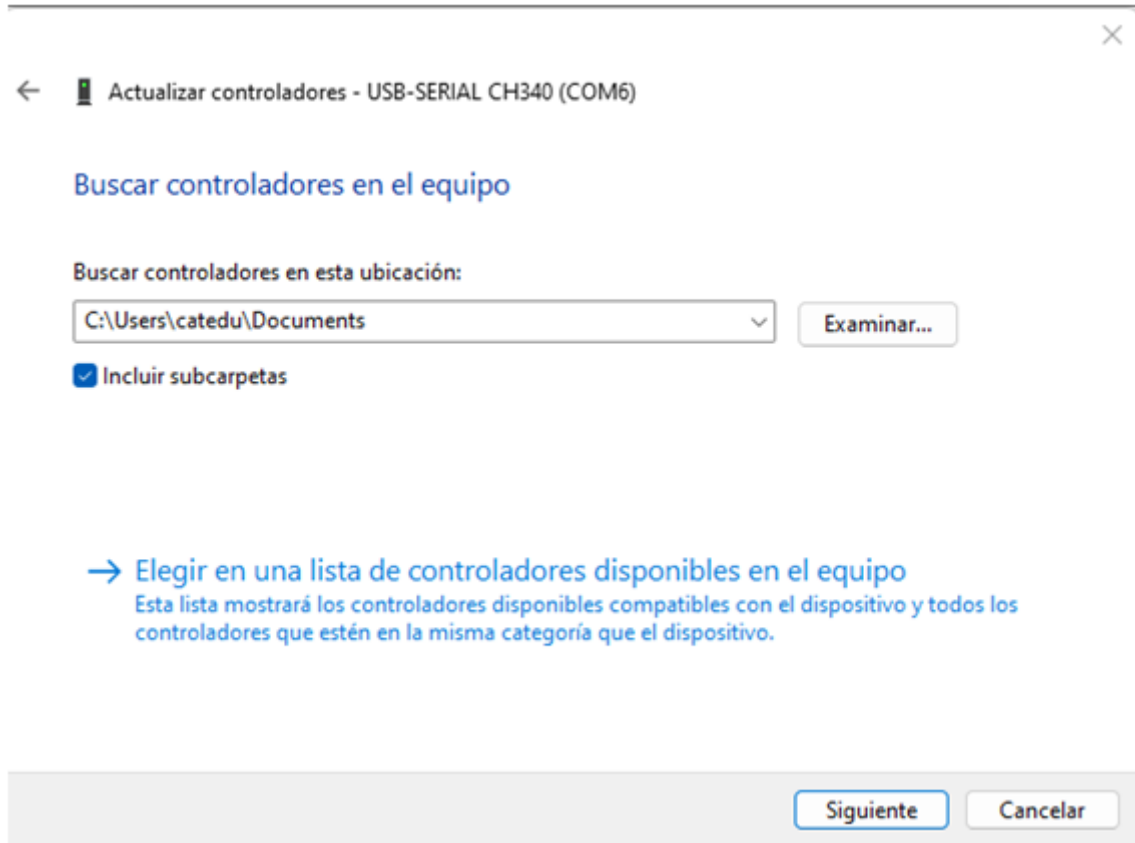 Actualizar controladores - USB-SERIAL CH340 (COM6)
Buscar controladores en el equipo
Buscar controladores en esta ubicación:
C:\Users\catedu\Documents
Examinar...
Incluir subcarpetas
Elegir en una lista de controladores disponibles en el equipo
Esta lista mostrará los controladores disponibles compatibles con el dispositivo y todos los
controladores que estén en la misma categoría que el dispositivo.
Siguiente
Cancelar